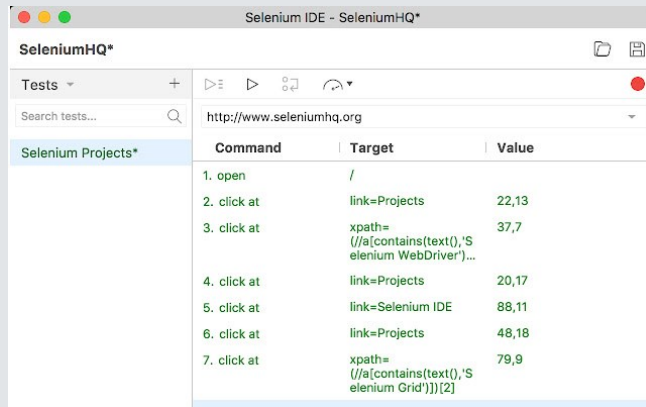 Selenium IDE - SeleniumHQ*
SeleniumHQ*
Tests
Search tests...
http://www.seleniumhq.org
Selenium Projects*
Command Target Value
1. open /
2. click at link=Projects 22,13
3. click at xpath= 37,7
(//a[contains(text(),'S
elenium WebDriver')...
4. click at link=Projects 20,17
5. click at link=Selenium IDE 88,11
6. click at link=Projects 48,18
7. click at xpath= 79,9
(//a[contains(text(),'S
elenium Grid')])[2]